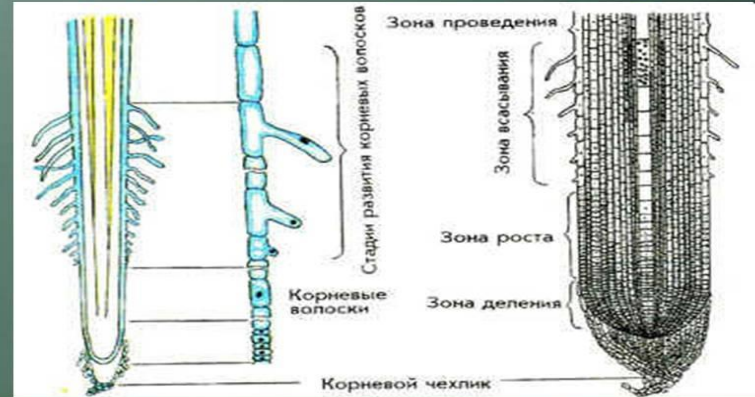 Зона проведения
Стадии развития корневых волосков
Зона всасывания
Зона роста
Корневые
волоски
Зона деления
Корневой чехлик